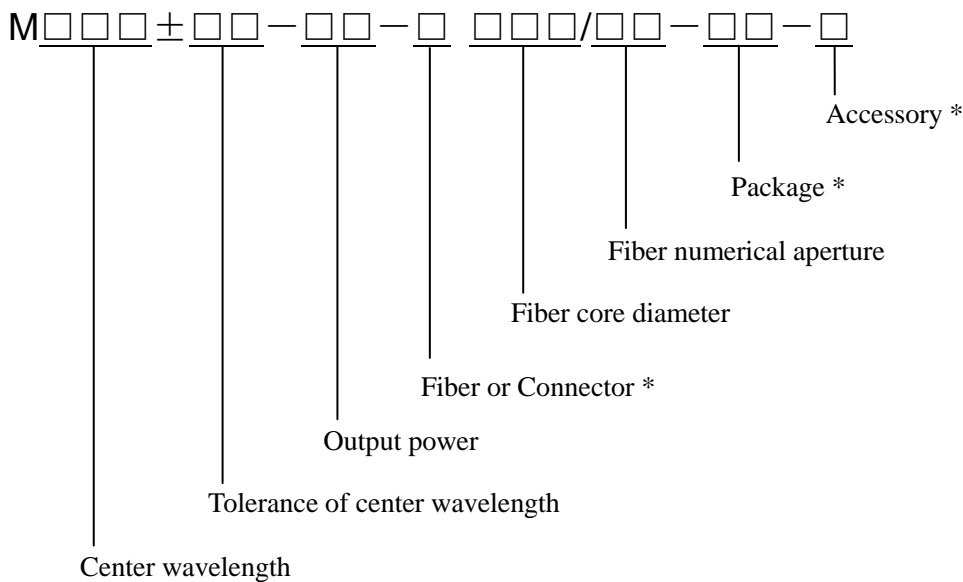 M□□□±□□－□□－□ □□□/□□－□□－□
Accessory *
Package *
Fiber numerical aperture
Fiber core diameter
Fiber or Connector *
Output power
Tolerance of center wavelength
Center wavelength